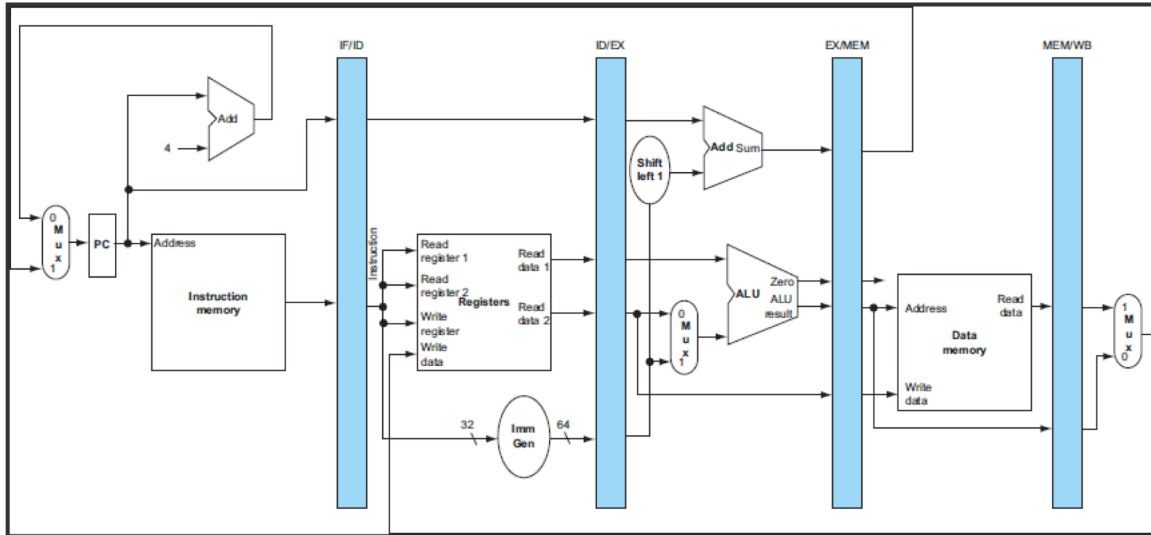 IF/ID
ID/EX
EX/MEM
MEM/WB
Add
4
Add Sum
Shift
left 1
0
M
u
x
1
PC
Address
Instruction
memory
Instruction
Read
register 1
Read
register 2
Write
register
Write
data
Registers
Read
data 1
Read
data 2
0
M
u
x
1
ALU
Zero
ALU
result
Address
Write
data
Data
memory
Read
data
1
M
u
x
0
32
Imm
Gen
64